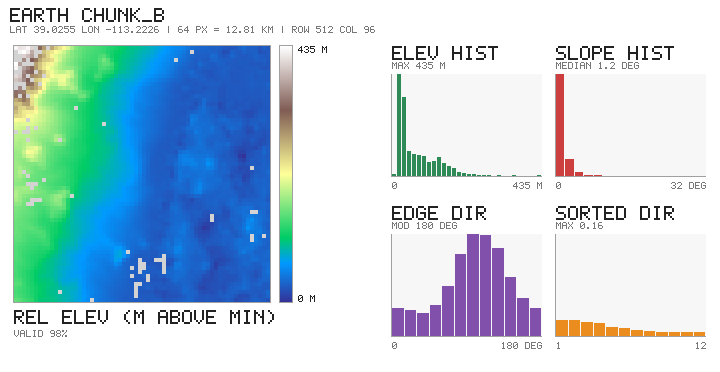 EARTH CHUNK_B
LAT 39.0255 LON -113.2226 | 64 PX = 12.81 KM | ROW 512 COL 96
435 M
0 M
REL ELEV (M ABOVE MIN)
VALID 98%
ELEV HIST
MAX 435 M
0 435 M
SLOPE HIST
MEDIAN 1.2 DEG
0 32 DEG
EDGE DIR
MOD 180 DEG
0 180 DEG
SORTED DIR
MAX 0.16
1 12